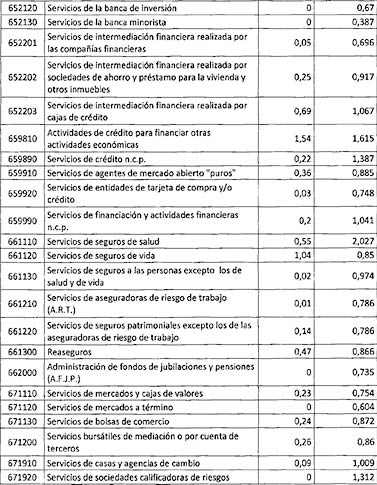 652120 Servicios de la banca de inversión 0 0,67
652130 Servicios de la banca minorista 0 0,387
652201 Servicios de intermediación financiera realizada por
las compañías financieras 0,05 0,696
652202 Servicios de intermediación financiera realizada por
sociedades de ahorro y préstamo para la vivienda y
otros inmuebles 0,25 0,917
652203 Servicios de intermediación financiera realizada por
cajas de crédito 0,69 1,067
659810 Actividades de crédito para financiar otras
actividades económicas 1,54 1,615
659890 Servicios de crédito n.c.p. 0,22 1,387
659910 Servicios de agentes de mercado abierto "puros" 0,36 0,885
659920 Servicios de entidades de tarjeta de compra y/o
crédito 0,03 0,748
659990 Servicios de financiación y actividades financieras
n.c.p. 0,2 1,041
661110 Servicios de seguros de salud 0,55 2,027
661120 Servicios de seguros de vida 1,04 0,85
661130 Servicios de seguros a las personas excepto los de
salud y de vida 0,02 0,974
661210 Servicios de aseguradoras de riesgo de trabajo
(A.R.T.) 0,01 0,786
661220 Servicios de seguros patrimoniales excepto los de las
aseguradoras de riesgo de trabajo 0,14 0,786
661300 Reaseguros 0,47 0,866
662000 Administración de fondos de jubilaciones y pensiones
(A.F.J.P.) 0 0,735
671110 Servicios de mercados y cajas de valores 0,23 0,754
671120 Servicios de mercados a término 0 0,604
671130 Servicios de bolsas de comercio 0,24 0,872
671200 Servicios bursátiles de mediación o por cuenta de
terceros 0,26 0,86
671910 Servicios de casas y agencias de cambio 0,09 1,009
671920 Servicios de sociedades calificadoras de riesgos 0 1,312